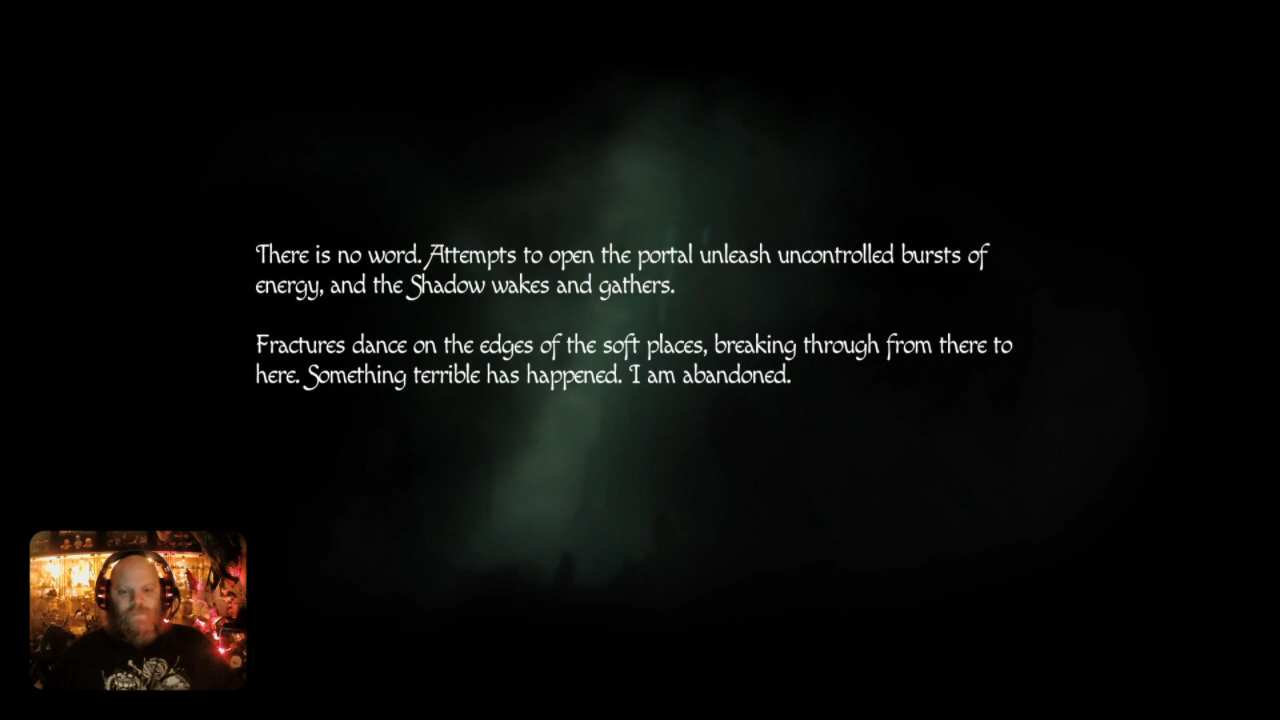 There is no word. Attempts to open the portal unleash uncontrolled bursts of
energy, and the Shadow wakes and gathers.
Fractures dance on the edges of the soft places, breaking through from there to
here. Something terrible has happened. I am abandoned.